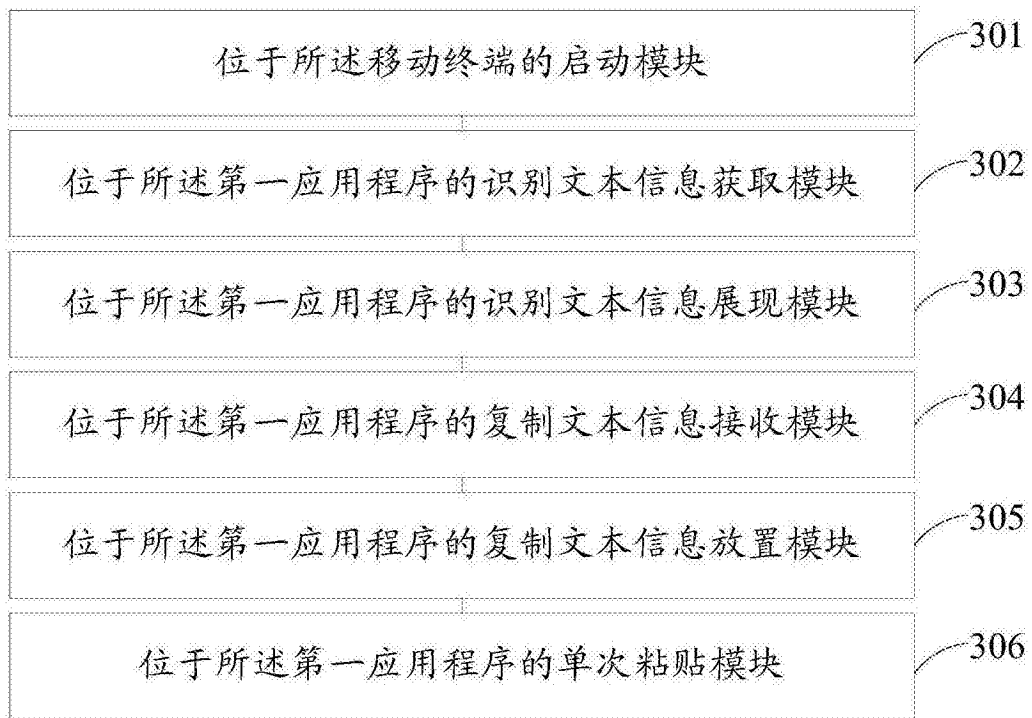 位于所述移动终端的启动模块
301
位于所述第一应用程序的识别文本信息获取模块
302
位于所述第一应用程序的识别文本信息展现模块
303
位于所述第一应用程序的复制文本信息接收模块
304
位于所述第一应用程序的复制文本信息放置模块
305
位于所述第一应用程序的单次粘贴模块
306